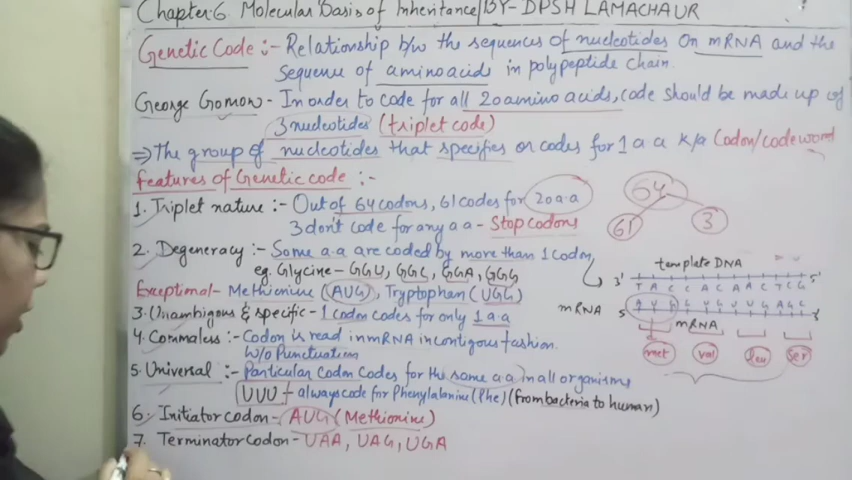 Chapter:6 Molecular Basis of Inheritance/BY-DPSH LAMACHAUR
Genetic Code :- Relationship b/w the sequences of nucleotides On mRNA and the
sequence of aminoacids in polypeptide chain.
George Gomow - In order to code for all 20 amino acids, code should be made up of
3 nucleotides (triplet code)
⇒ The group of nucleotides that specifies or codes for 1 a a k/a Codon/codeword
features of Genetic code :-
1. Triplet nature :- Out of 64 codons, 61 codes for 20 a.a
3 don't code for any a a - Stop codons
64
61 3
2. Degeneracy :- Some a.a are coded by more than 1 Codon,
eg. Glycine - GGU, GGC, GGA, GGG
Exceptional - Methionine (AUG), Tryptophan (UGG)
3. Unambigous & specific - 1 codon codes for only 1 a.a
4. Commaless :- Codon is read in mRNA in contigous fashion.
W/o Punctuation
5. Universal :- Particular Codon Codes for the same a.a in all organisms
UUU - always code for Phenylalanine (Phe) (from bacteria to human)
6. Initiator codon - AUG (Methionine)
7. Terminator Codon - UAA, UAG, UGA
template DNA
3' 5'
T A C C A C A A C T C G
mRNA 5' 3'
mRNA
met val leu ser